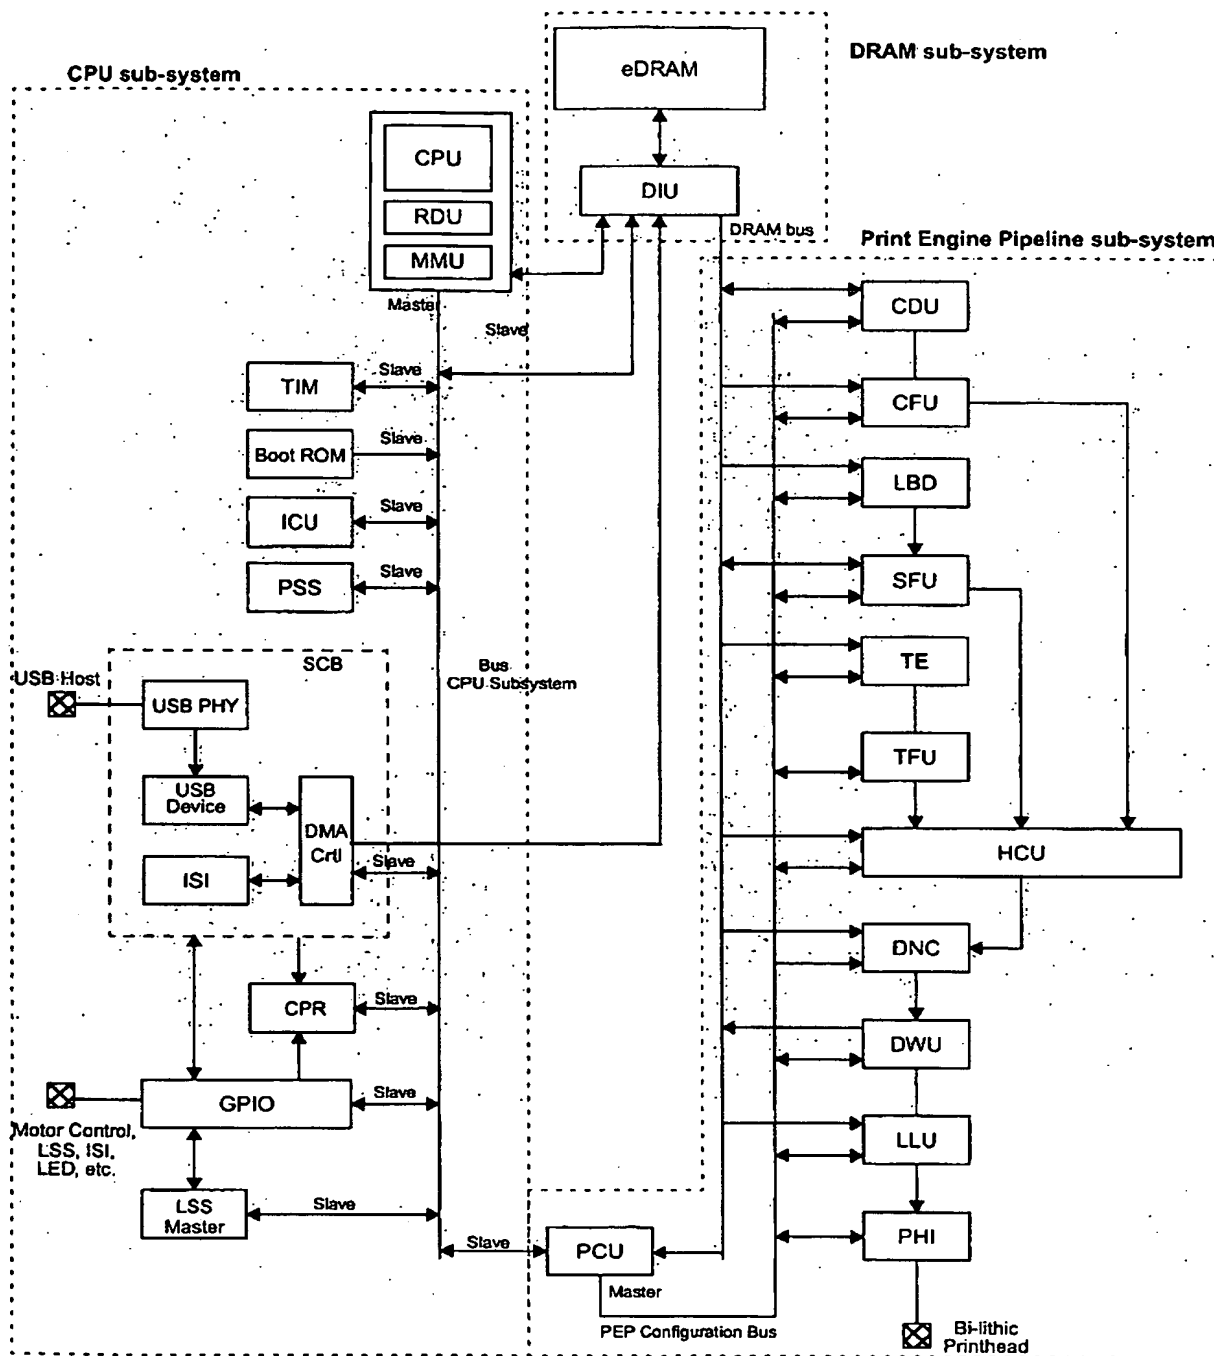 CPU sub-system
DRAM sub-system
eDRAM
CPU
RDU
MMU
DIU
DRAM bus
Print Engine Pipeline sub-system
Master
Slave
CDU
TIM
Slave
CFU
Boot ROM
Slave
LBD
ICU
Slave
PSS
Slave
SFU
SCB
Bus
CPU Subsystem
TE
USB Host
USB PHY
TFU
USB
Device
DMA
Crtl
HCU
ISI
Slave
DNC
CPR
Slave
DWU
GPIO
Slave
Motor Control,
LSS, ISI,
LED, etc.
LLU
LSS
Master
Slave
Slave
PCU
PHI
Master
PEP Configuration Bus
Bi-lithic
Printhead